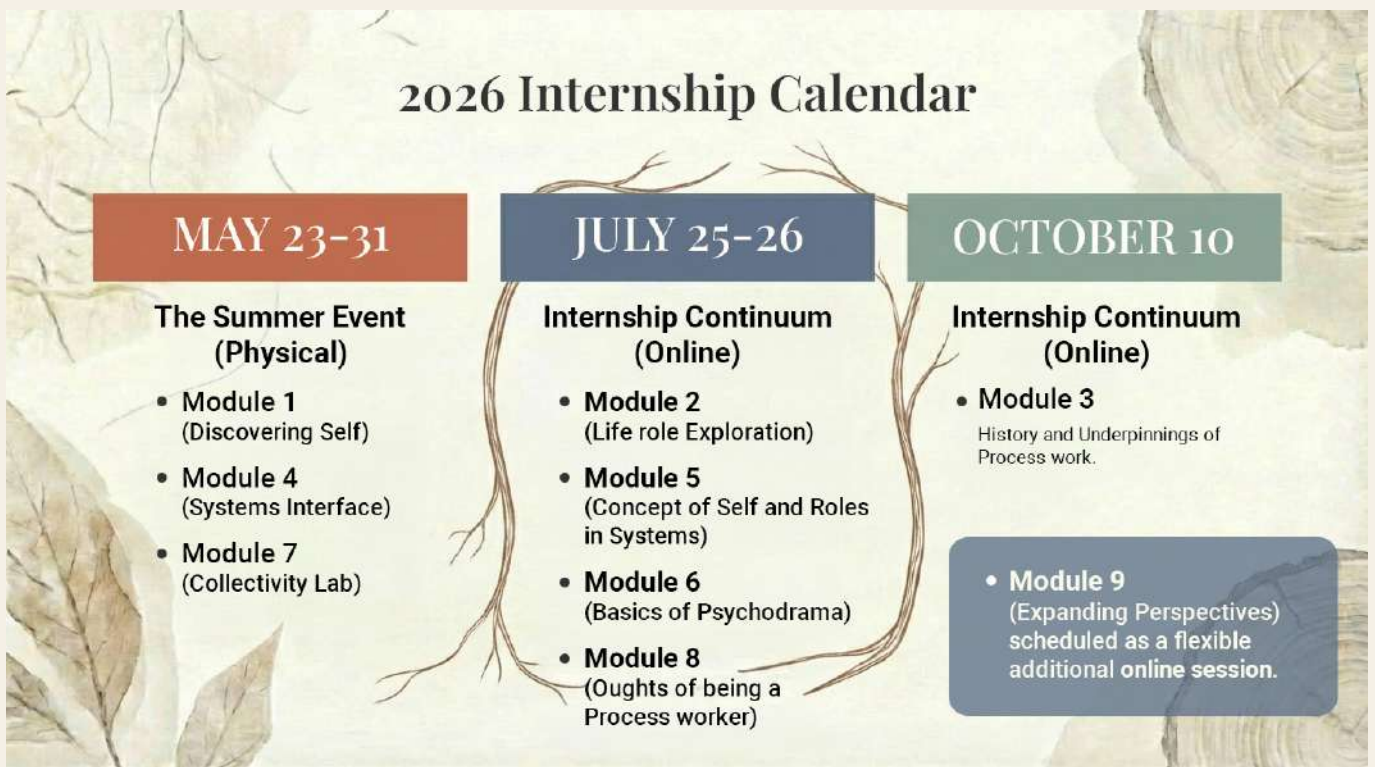 2026 Internship Calendar
MAY 23-31
The Summer Event
(Physical)
• Module 1
(Discovering Self)
• Module 4
(Systems Interface)
• Module 7
(Collectivity Lab)
JULY 25-26
Internship Continuum
(Online)
• Module 2
(Life role Exploration)
• Module 5
(Concept of Self and Roles
in Systems)
• Module 6
(Basics of Psychodrama)
• Module 8
(Oughts of being a
Process worker)
OCTOBER 10
Internship Continuum
(Online)
• Module 3
History and Underpinnings of
Process work.
• Module 9
(Expanding Perspectives)
scheduled as a flexible
additional online session.